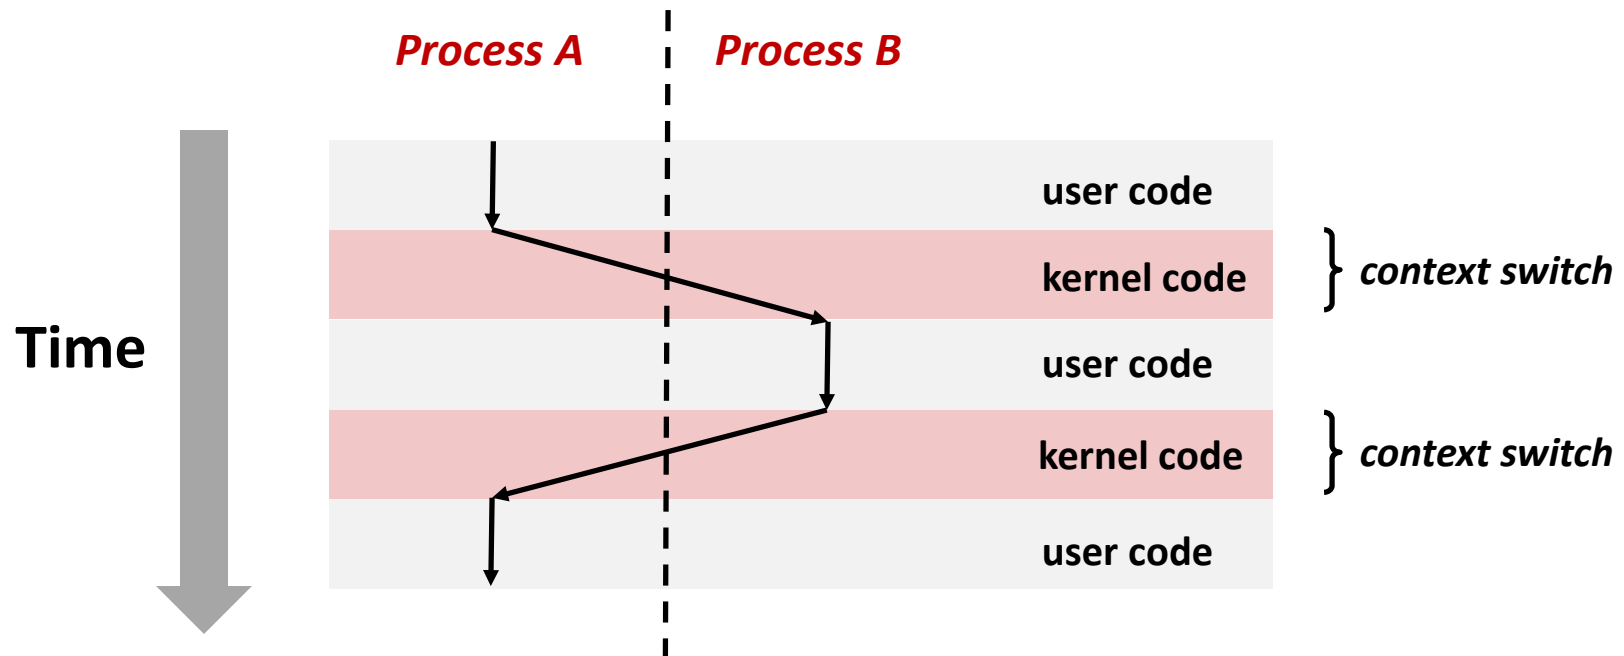 Process A
Process B
user code
kernel code
context switch
Time
user code
kernel code
context switch
user code